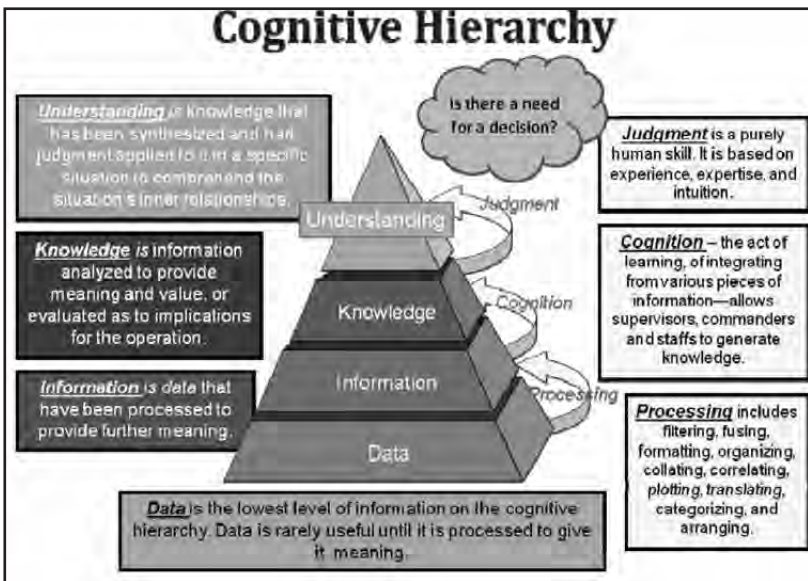 Cognitive Hierarchy
Is there a need
for a decision?
Understanding is knowledge that
has been synthesized and had
judgment applied to it in a specific
situation to comprehend the
situation's inner relationships.
Judgment is a purely
human skill. It is based on
experience, expertise, and
intuition.
Judgment
Understanding
Knowledge is information
analyzed to provide
meaning and value, or
evaluated as to implications
for the operation.
Cognition – the act of
learning, of integrating
from various pieces of
information—allows
supervisors, commanders
and staffs to generate
knowledge.
Cognition
Knowledge
Information is data that
have been processed to
provide further meaning.
Information
Processing
Processing includes
filtering, fusing,
formatting, organizing,
collating, correlating,
plotting, translating,
categorizing, and
arranging.
Data
Data is the lowest level of information on the cognitive
hierarchy. Data is rarely useful until it is processed to give
it meaning.